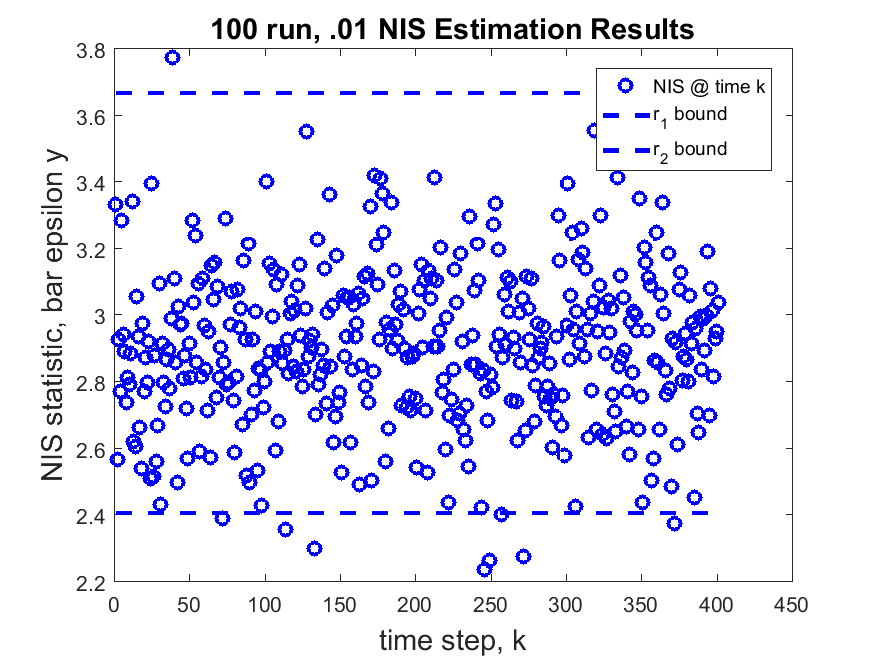 100 run, .01 NIS Estimation Results
NIS statistic, bar epsilon y
3.8
3.6
3.4
3.2
3
2.8
2.6
2.4
2.2
NIS @ time k
r1 bound
r2 bound
0 50 100 150 200 250 300 350 400 450
time step, k